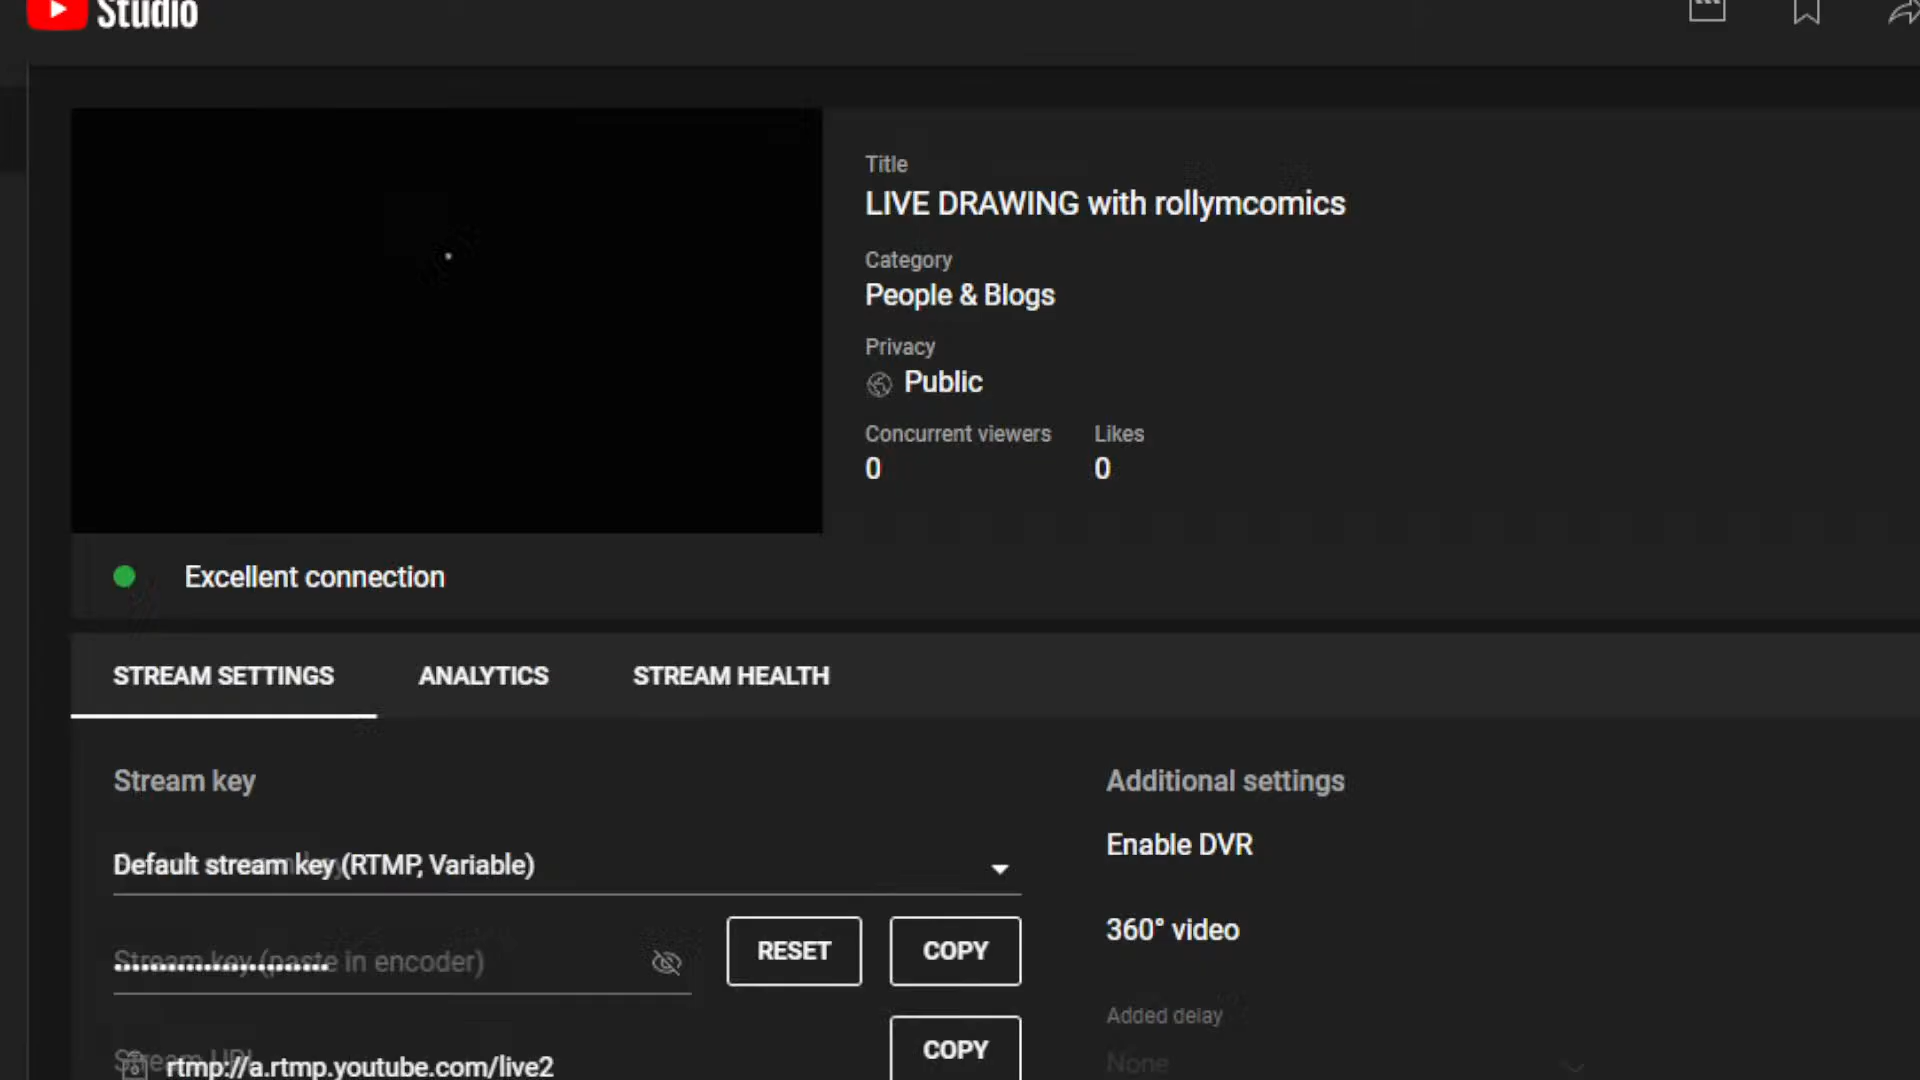 Studio
Title
LIVE DRAWING with rollymcomics
Category
People & Blogs
Privacy
Public
Concurrent viewers
Likes
0
0
Excellent connection
STREAM SETTINGS
ANALYTICS
STREAM HEALTH
Stream key
Additional settings
Default stream key (RTMP, Variable)
Enable DVR
Stream key (paste in encoder)
RESET
COPY
360° video
Added delay
Stream URL
rtmp://a.rtmp.youtube.com/live2
COPY
None